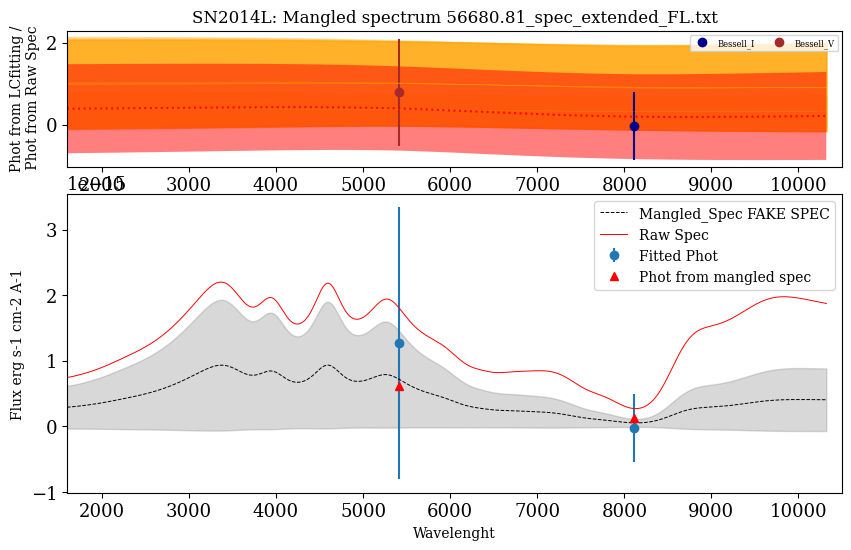 SN2014L: Mangled spectrum 56680.81_spec_extended_FL.txt
Phot from LCfitting /
Phot from Raw Spec
2
0
Bessell_I
Bessell_V
2000 3000 4000 5000 6000 7000 8000 9000 10000
1e−15
Flux erg s-1 cm-2 A-1
3
2
1
0
−1
Mangled_Spec FAKE SPEC
Raw Spec
Fitted Phot
Phot from mangled spec
2000 3000 4000 5000 6000 7000 8000 9000 10000
Wavelenght